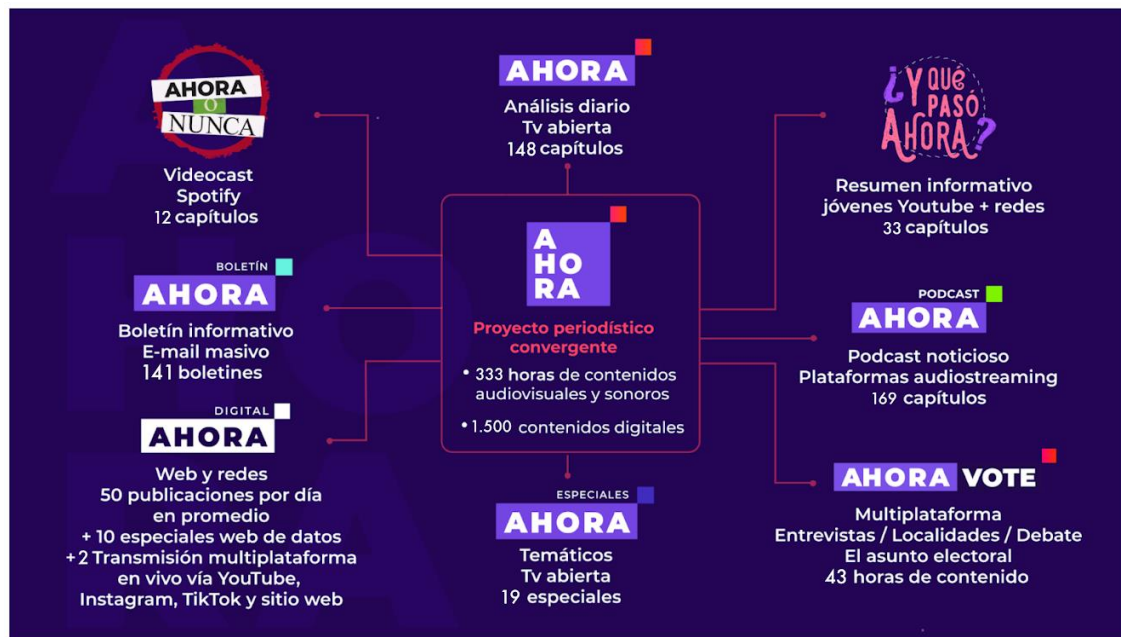 AHORA
O
NUNCA
Videocast
Spotify
12 capítulos
AHORA
Análisis diario
Tv abierta
148 capítulos
¿Y QUÉ
PASÓ
AHORA?
Resumen informativo
jóvenes Youtube + redes
33 capítulos
BOLETÍN
AHORA
Boletín informativo
E-mail masivo
141 boletines
A
HO
RA
Proyecto periodístico
convergente
• 333 horas de contenidos
audiovisuales y sonoros
• 1.500 contenidos digitales
PODCAST
AHORA
Podcast noticioso
Plataformas audiostreaming
169 capítulos
DIGITAL
AHORA
Web y redes
50 publicaciones por día
en promedio
+ 10 especiales web de datos
+2 Transmisión multiplataforma
en vivo vía YouTube,
Instagram, TikTok y sitio web
ESPECIALES
AHORA
Temáticos
Tv abierta
19 especiales
AHORA VOTE
Multiplataforma
Entrevistas / Localidades / Debate
El asunto electoral
43 horas de contenido
A
HO
RA